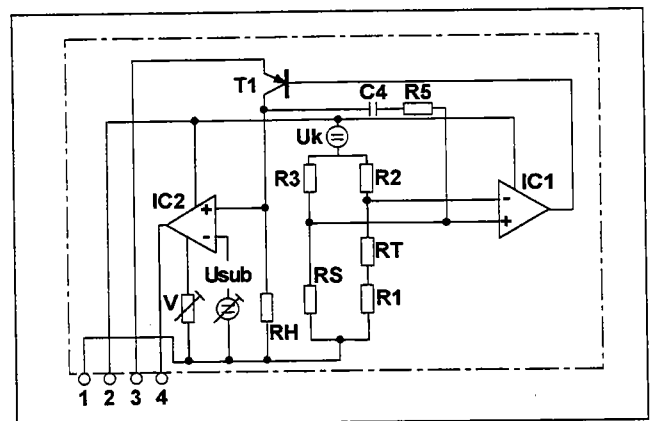 T1
C4 R5
Uk
R3 R2
IC1
IC2
+
-
-
+
RT
Usub
RS
V
R1
RH
1 2 3 4